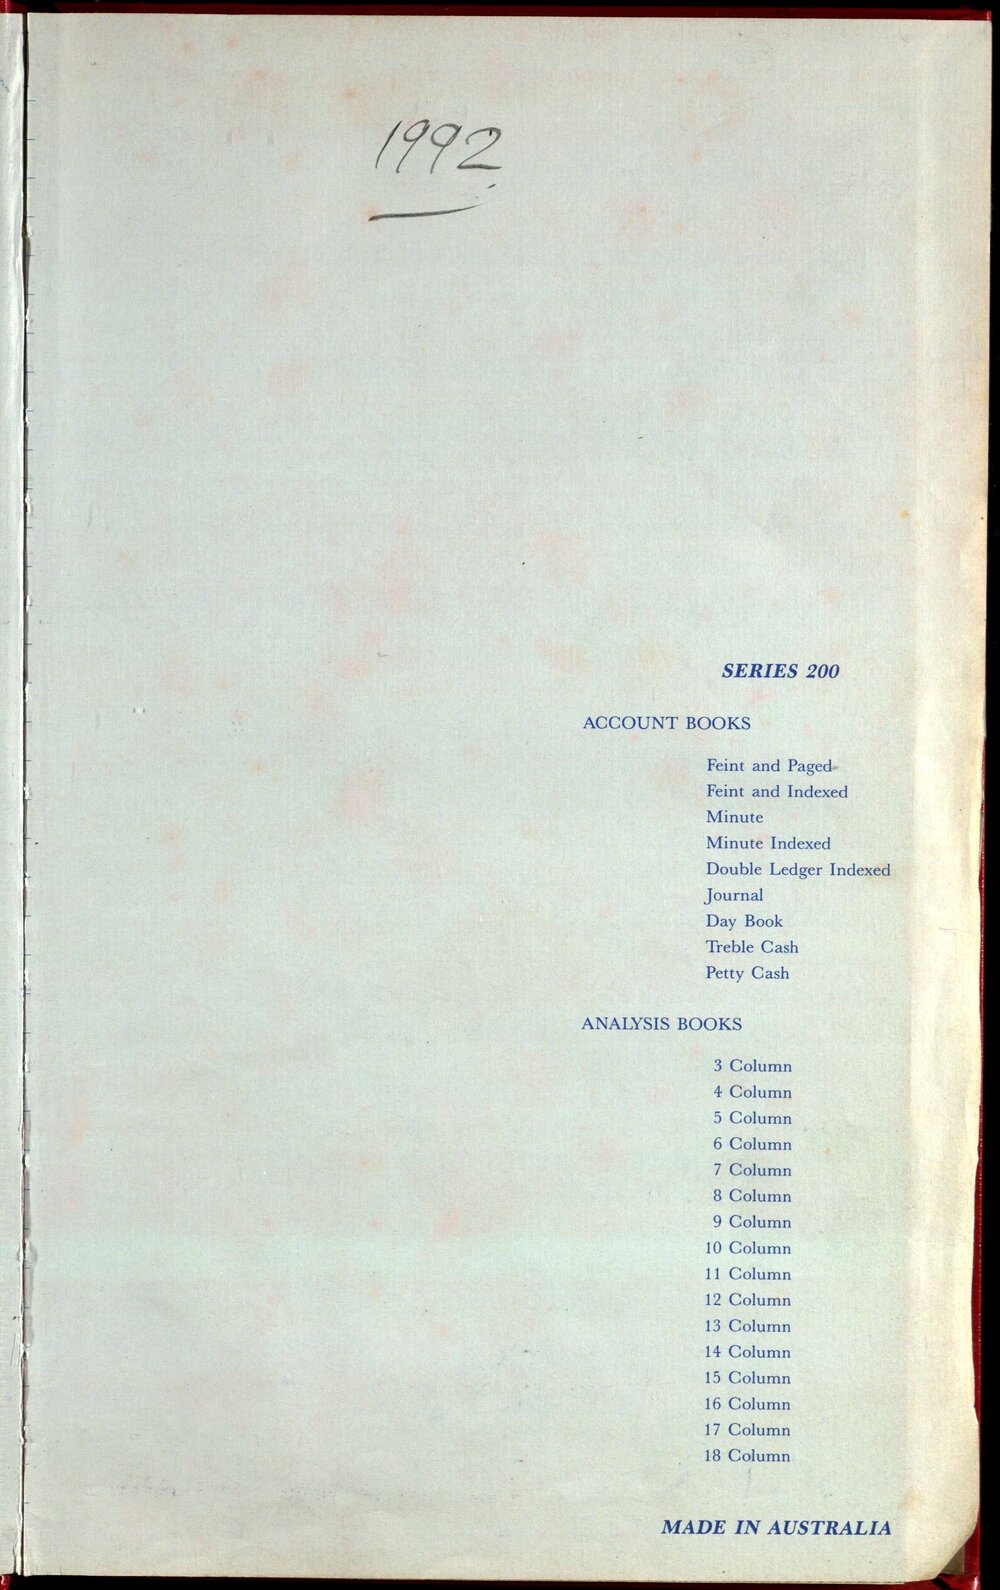 1992
SERIES 200
ACCOUNT BOOKS
Feint and Paged
Feint and Indexed
Minute
Minute Indexed
Double Ledger Indexed
Journal
Day Book
Treble Cash
Petty Cash
ANALYSIS BOOKS
3 Column
4 Column
5 Column
6 Column
7 Column
8 Column
9 Column
10 Column
11 Column
12 Column
13 Column
14 Column
15 Column
16 Column
17 Column
18 Column
MADE IN AUSTRALIA